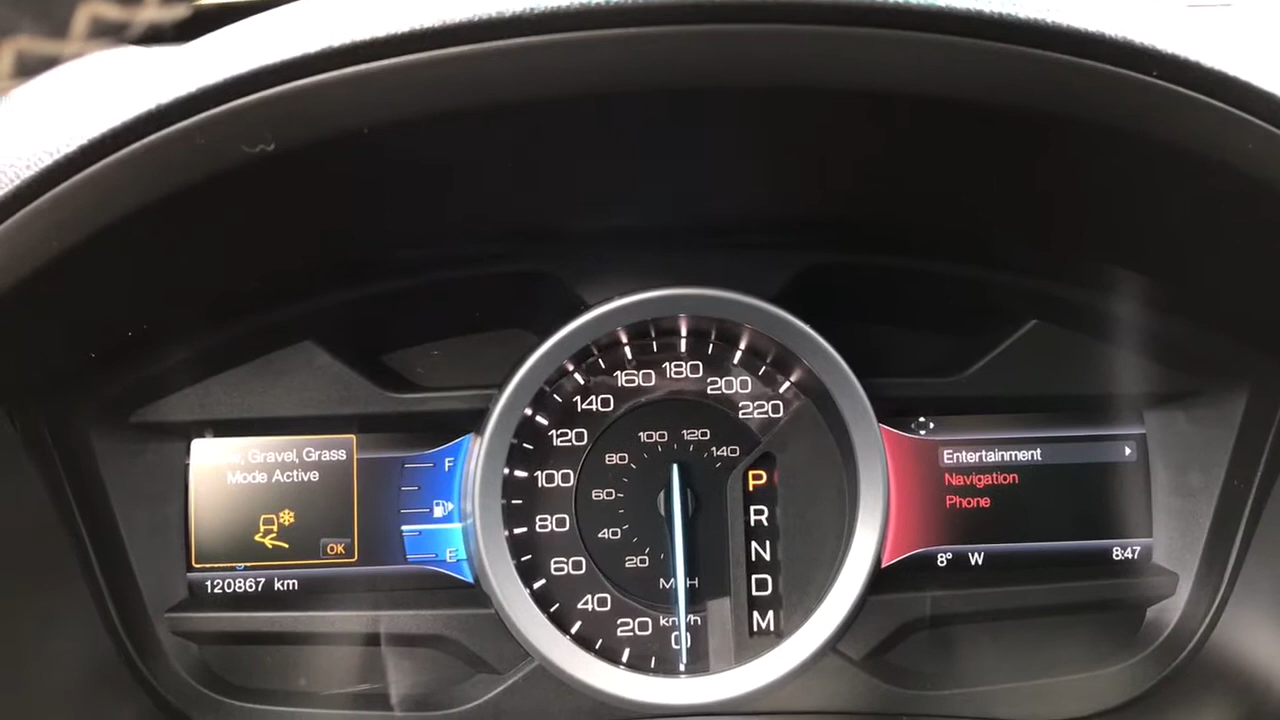 Gravel, Grass
Mode Active
OK
120867 km
F
E
20
40
60
80
100
120
140
160
180
200
220
km/h
0
20
40
60
80
100
120
140
MPH
P
R
N
D
M
Entertainment
Navigation
Phone
8° W
8:47